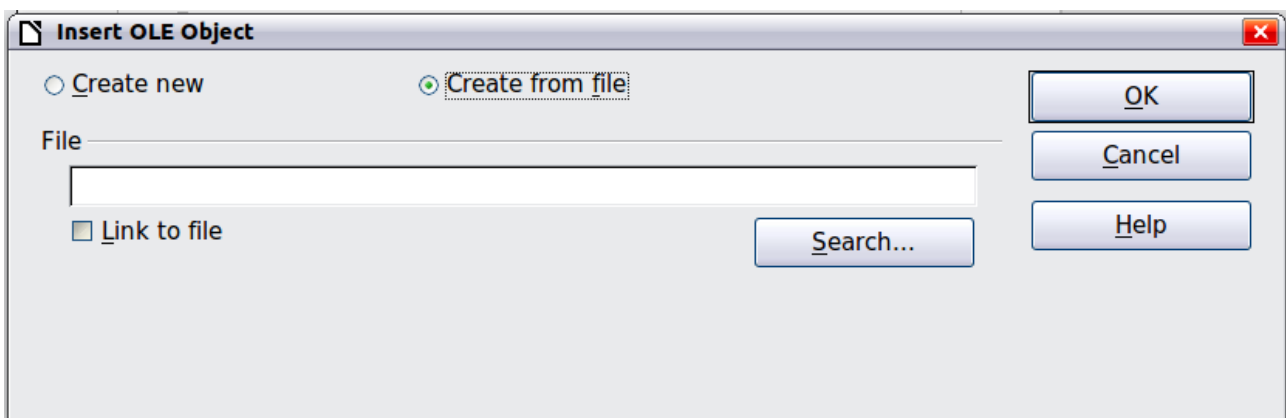 Insert OLE Object
Create new
Create from file
OK
File
Cancel
Link to file
Search...
Help